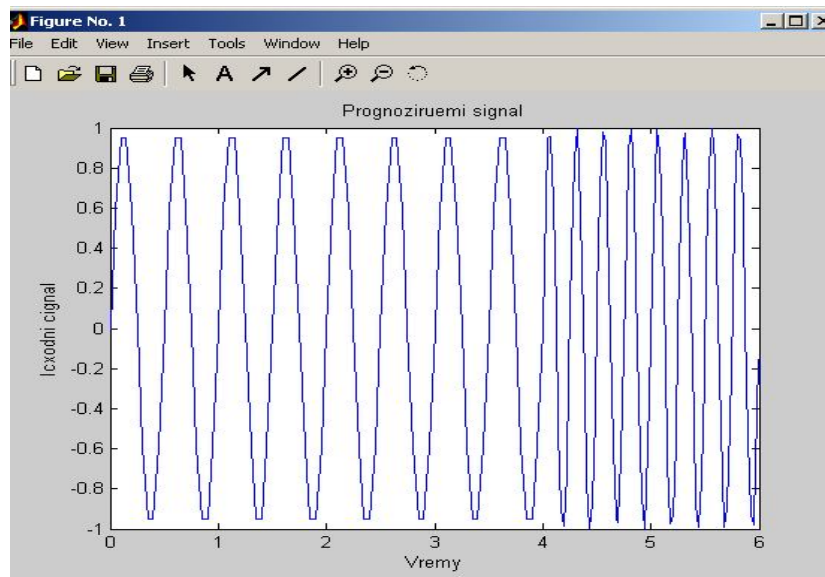 Figure No. 1
File Edit View Insert Tools Window Help
A
Prognoziruemi signal
1
0.8
0.6
0.4
0.2
0
-0.2
-0.4
-0.6
-0.8
-1
Icxodni cignal
0 1 2 3 4 5 6
Vremy